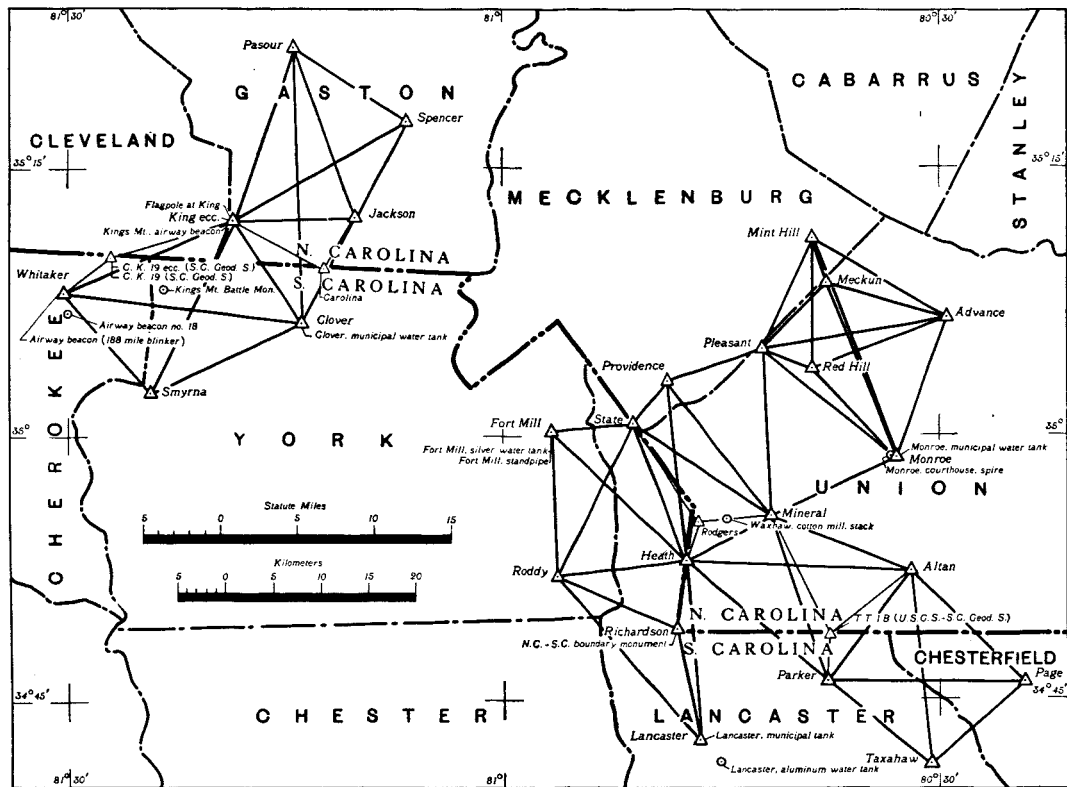 81° 30'
81°
80° 30'
Pasour
GASTON
CABARRUS
STANLEY
Spencer
CLEVELAND
35° 15'
35° 15'
MECKLENBURG
Flagpole at King
King ecc.
Jackson
Kings Mt., airway beacon
Mint Hill
N. CAROLINA
S. CAROLINA
Whitaker
C. K. 19 ecc. (S.C. Geod. S.)
C. K. 19 (S.C. Geod. S)
Kings Mt. Battle Mon.
Carolina
Meckun
Advance
Airway beacon no. 18
Clover
Clover, municipal water tank
Airway beacon (188 mile blinker)
Pleasant
Red Hill
Providence
Smyrna
CHEROKEE
State
Fort Mill
35°
35°
YORK
Fort Mill, silver water tank
Fort Mill, standpipe
Monroe, municipal water tank
Monroe
Monroe, courthouse, spire
UNION
Statute Miles
5 0 5 10 15
Mineral
Waxhaw, cotton mill, stack
Rodgers
Kilometers
5 0 5 10 15 20
Heath
Roddy
Altan
N. CAROLINA
T T I B (U.S.C.S.-S.C. Geod. S.)
Richardson
N.C.-S.C. boundary monument
S. CAROLINA
CHESTERFIELD
Parker
Page
34° 45'
34° 45'
CHESTER
LANCASTER
Lancaster
Lancaster, municipal tank
Lancaster, aluminum water tank
Taxahaw
81° 30'
81°
80° 30'